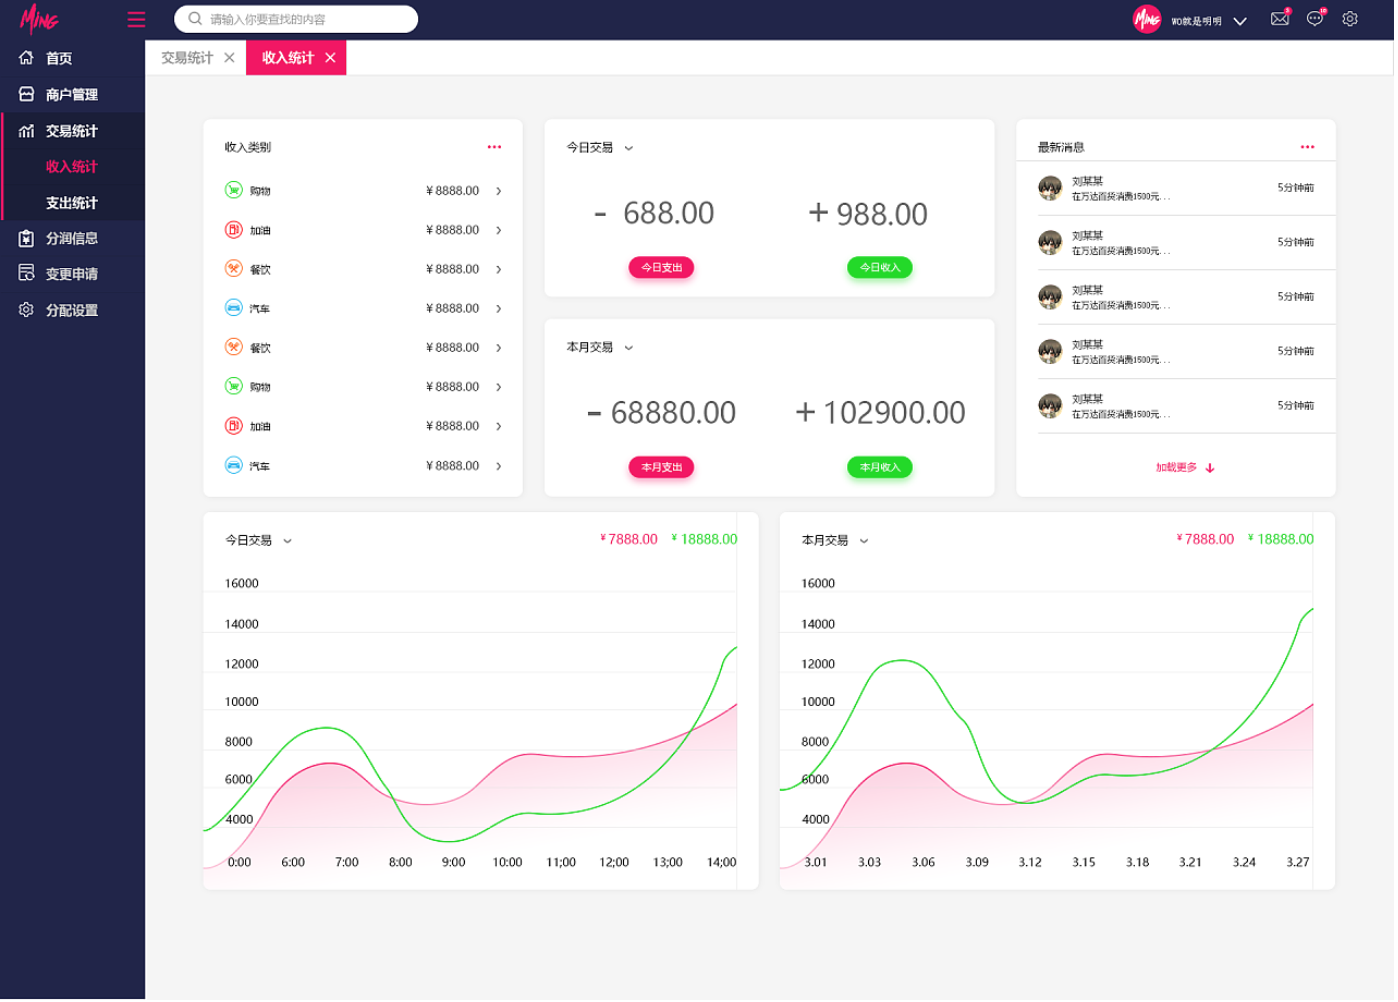 Ming
请输入你要查找的内容
Ming
WO就是明明
首页
商户管理
交易统计
收入统计
支出统计
分润信息
变更申请
分配设置
交易统计
收入统计
收入类别
购物 ¥8888.00
加油 ¥8888.00
餐饮 ¥8888.00
汽车 ¥8888.00
餐饮 ¥8888.00
购物 ¥8888.00
加油 ¥8888.00
汽车 ¥8888.00
今日交易
- 688.00
+ 988.00
今日支出
今日收入
本月交易
- 68880.00
+ 102900.00
本月支出
本月收入
最新消息
刘某某
在万达百货消费1500元...
5分钟前
刘某某
在万达百货消费1500元...
5分钟前
刘某某
在万达百货消费1500元...
5分钟前
刘某某
在万达百货消费1500元...
5分钟前
刘某某
在万达百货消费1500元...
5分钟前
加载更多
今日交易
¥7888.00 ¥18888.00
16000
14000
12000
10000
8000
6000
4000
0:00 6:00 7:00 8:00 9:00 10:00 11;00 12;00 13;00 14;00
本月交易
¥7888.00 ¥18888.00
16000
14000
12000
10000
8000
6000
4000
3.01 3.03 3.06 3.09 3.12 3.15 3.18 3.21 3.24 3.27